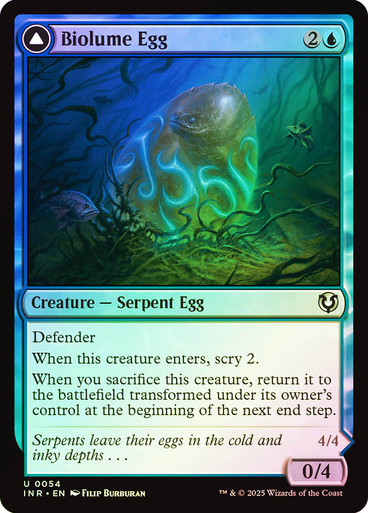 Biolume Egg 2
Creature — Serpent Egg
Defender
When this creature enters, scry 2.
When you sacrifice this creature, return it to
the battlefield transformed under its owner's
control at the beginning of the next end step.
Serpents leave their eggs in the cold and
inky depths . . .
4/4
0/4
U 0054
INR • EN Filip Burburan
™ & © 2025 Wizards of the Coast